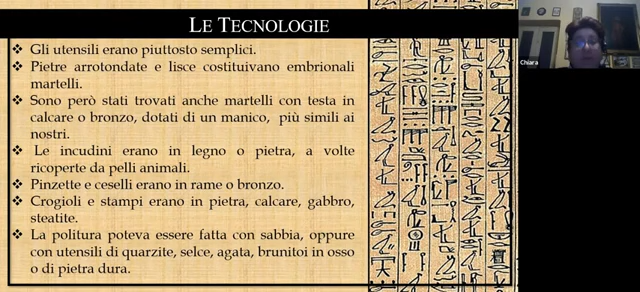 LE TECNOLOGIE
❖ Gli utensili erano piuttosto semplici.
❖ Pietre arrotondate e lisce costituivano embrionali
martelli.
❖ Sono però stati trovati anche martelli con testa in
calcare o bronzo, dotati di un manico, più simili ai
nostri.
❖ Le incudini erano in legno o pietra, a volte
ricoperte da pelli animali.
❖ Pinzette e ceselli erano in rame o bronzo.
❖ Crogioli e stampi erano in pietra, calcare, gabbro,
steatite.
❖ La politura poteva essere fatta con sabbia, oppure
con utensili di quarzite, selce, agata, brunitoi in osso
o di pietra dura.
Chiara